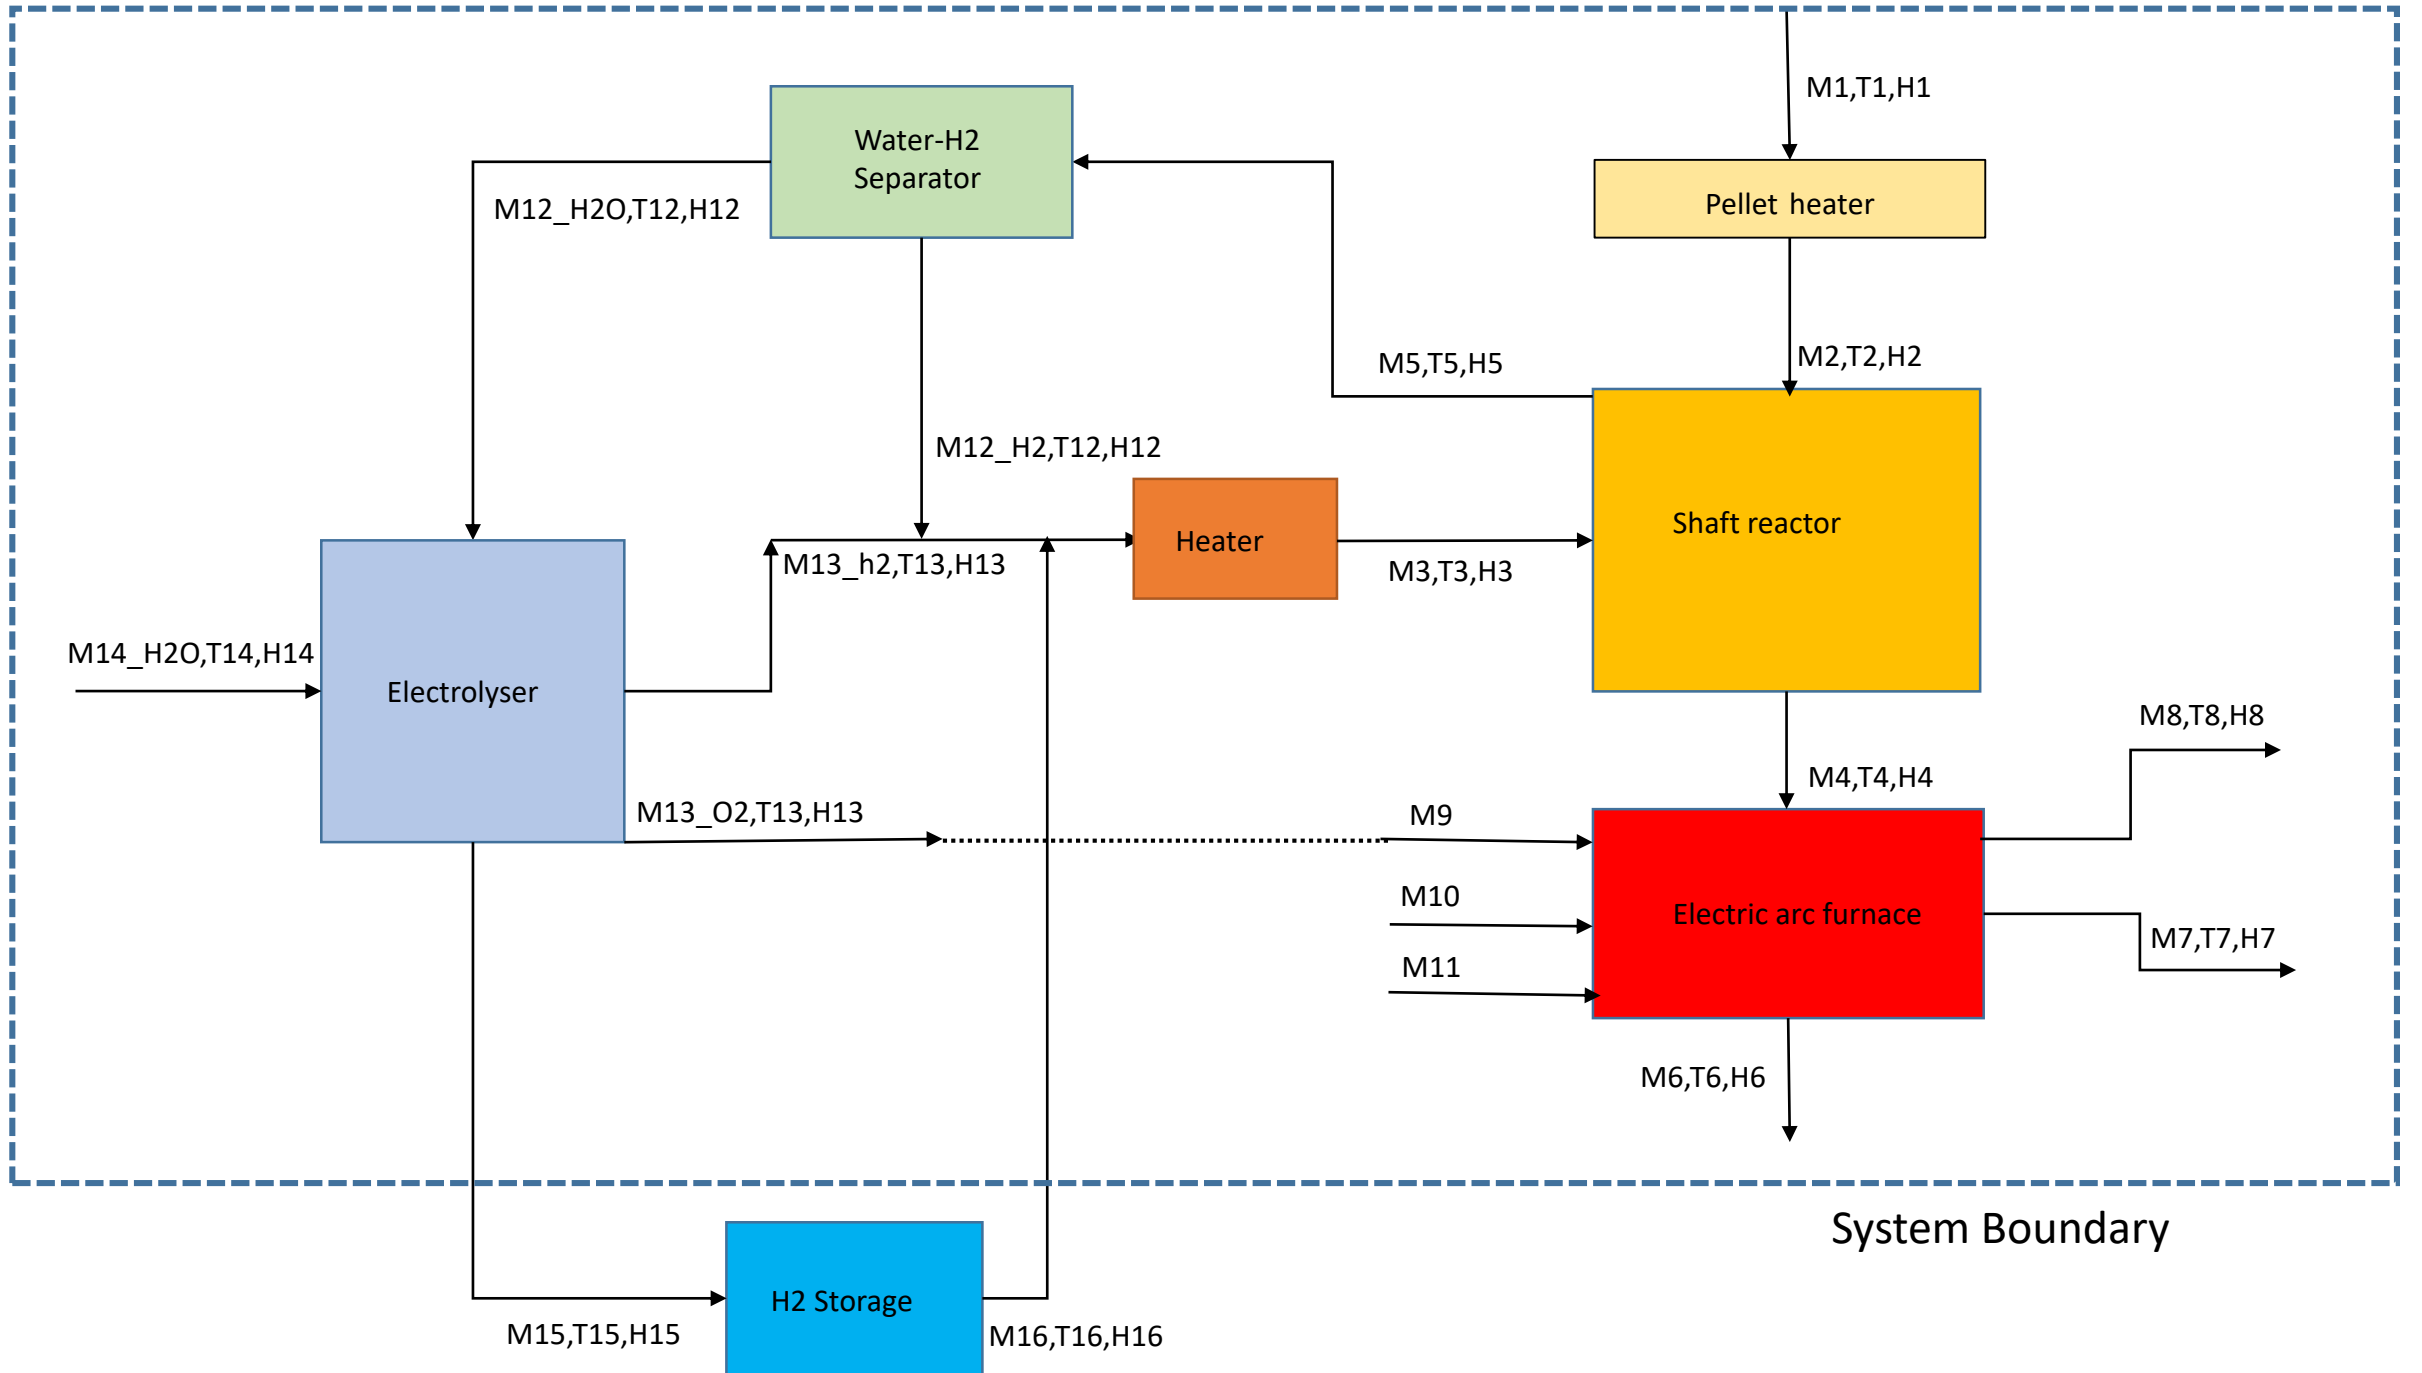 M1,T1,H1
Water-H2
Separator
M12_H2O,T12,H12
Pellet heater
M5,T5,H5
M2,T2,H2
M12_H2,T12,H12
Heater
Shaft reactor
M13_h2,T13,H13
M3,T3,H3
M14_H2O,T14,H14
Electrolyser
M8,T8,H8
M4,T4,H4
M13_O2,T13,H13
M9
M10
Electric arc furnace
M7,T7,H7
M11
M6,T6,H6
System Boundary
H2 Storage
M15,T15,H15
M16,T16,H16